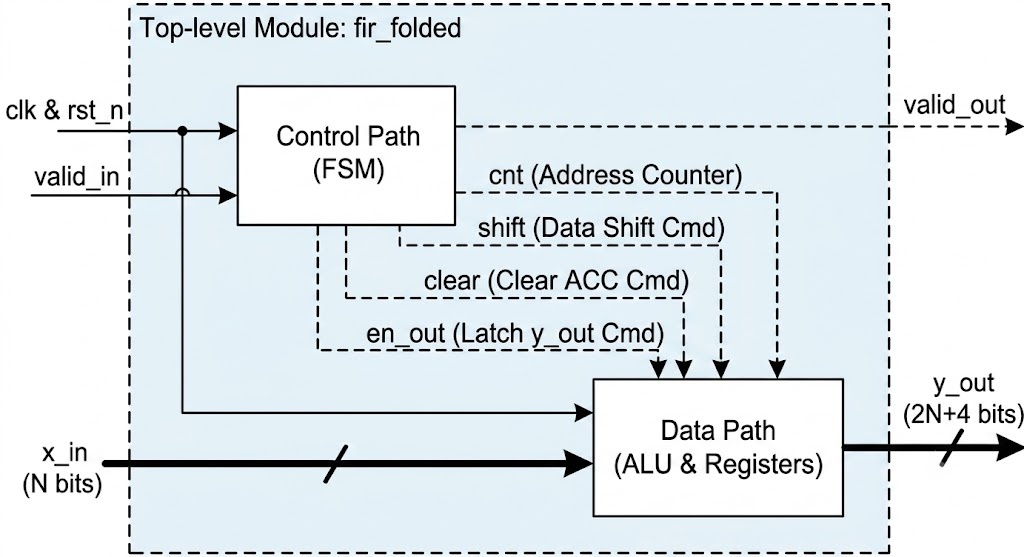 Top-level Module: fir_folded
clk & rst_n
valid_in
Control Path
(FSM)
valid_out
cnt (Address Counter)
shift (Data Shift Cmd)
clear (Clear ACC Cmd)
en_out (Latch y_out Cmd)
x_in
(N bits)
Data Path
(ALU & Registers)
y_out
(2N+4 bits)